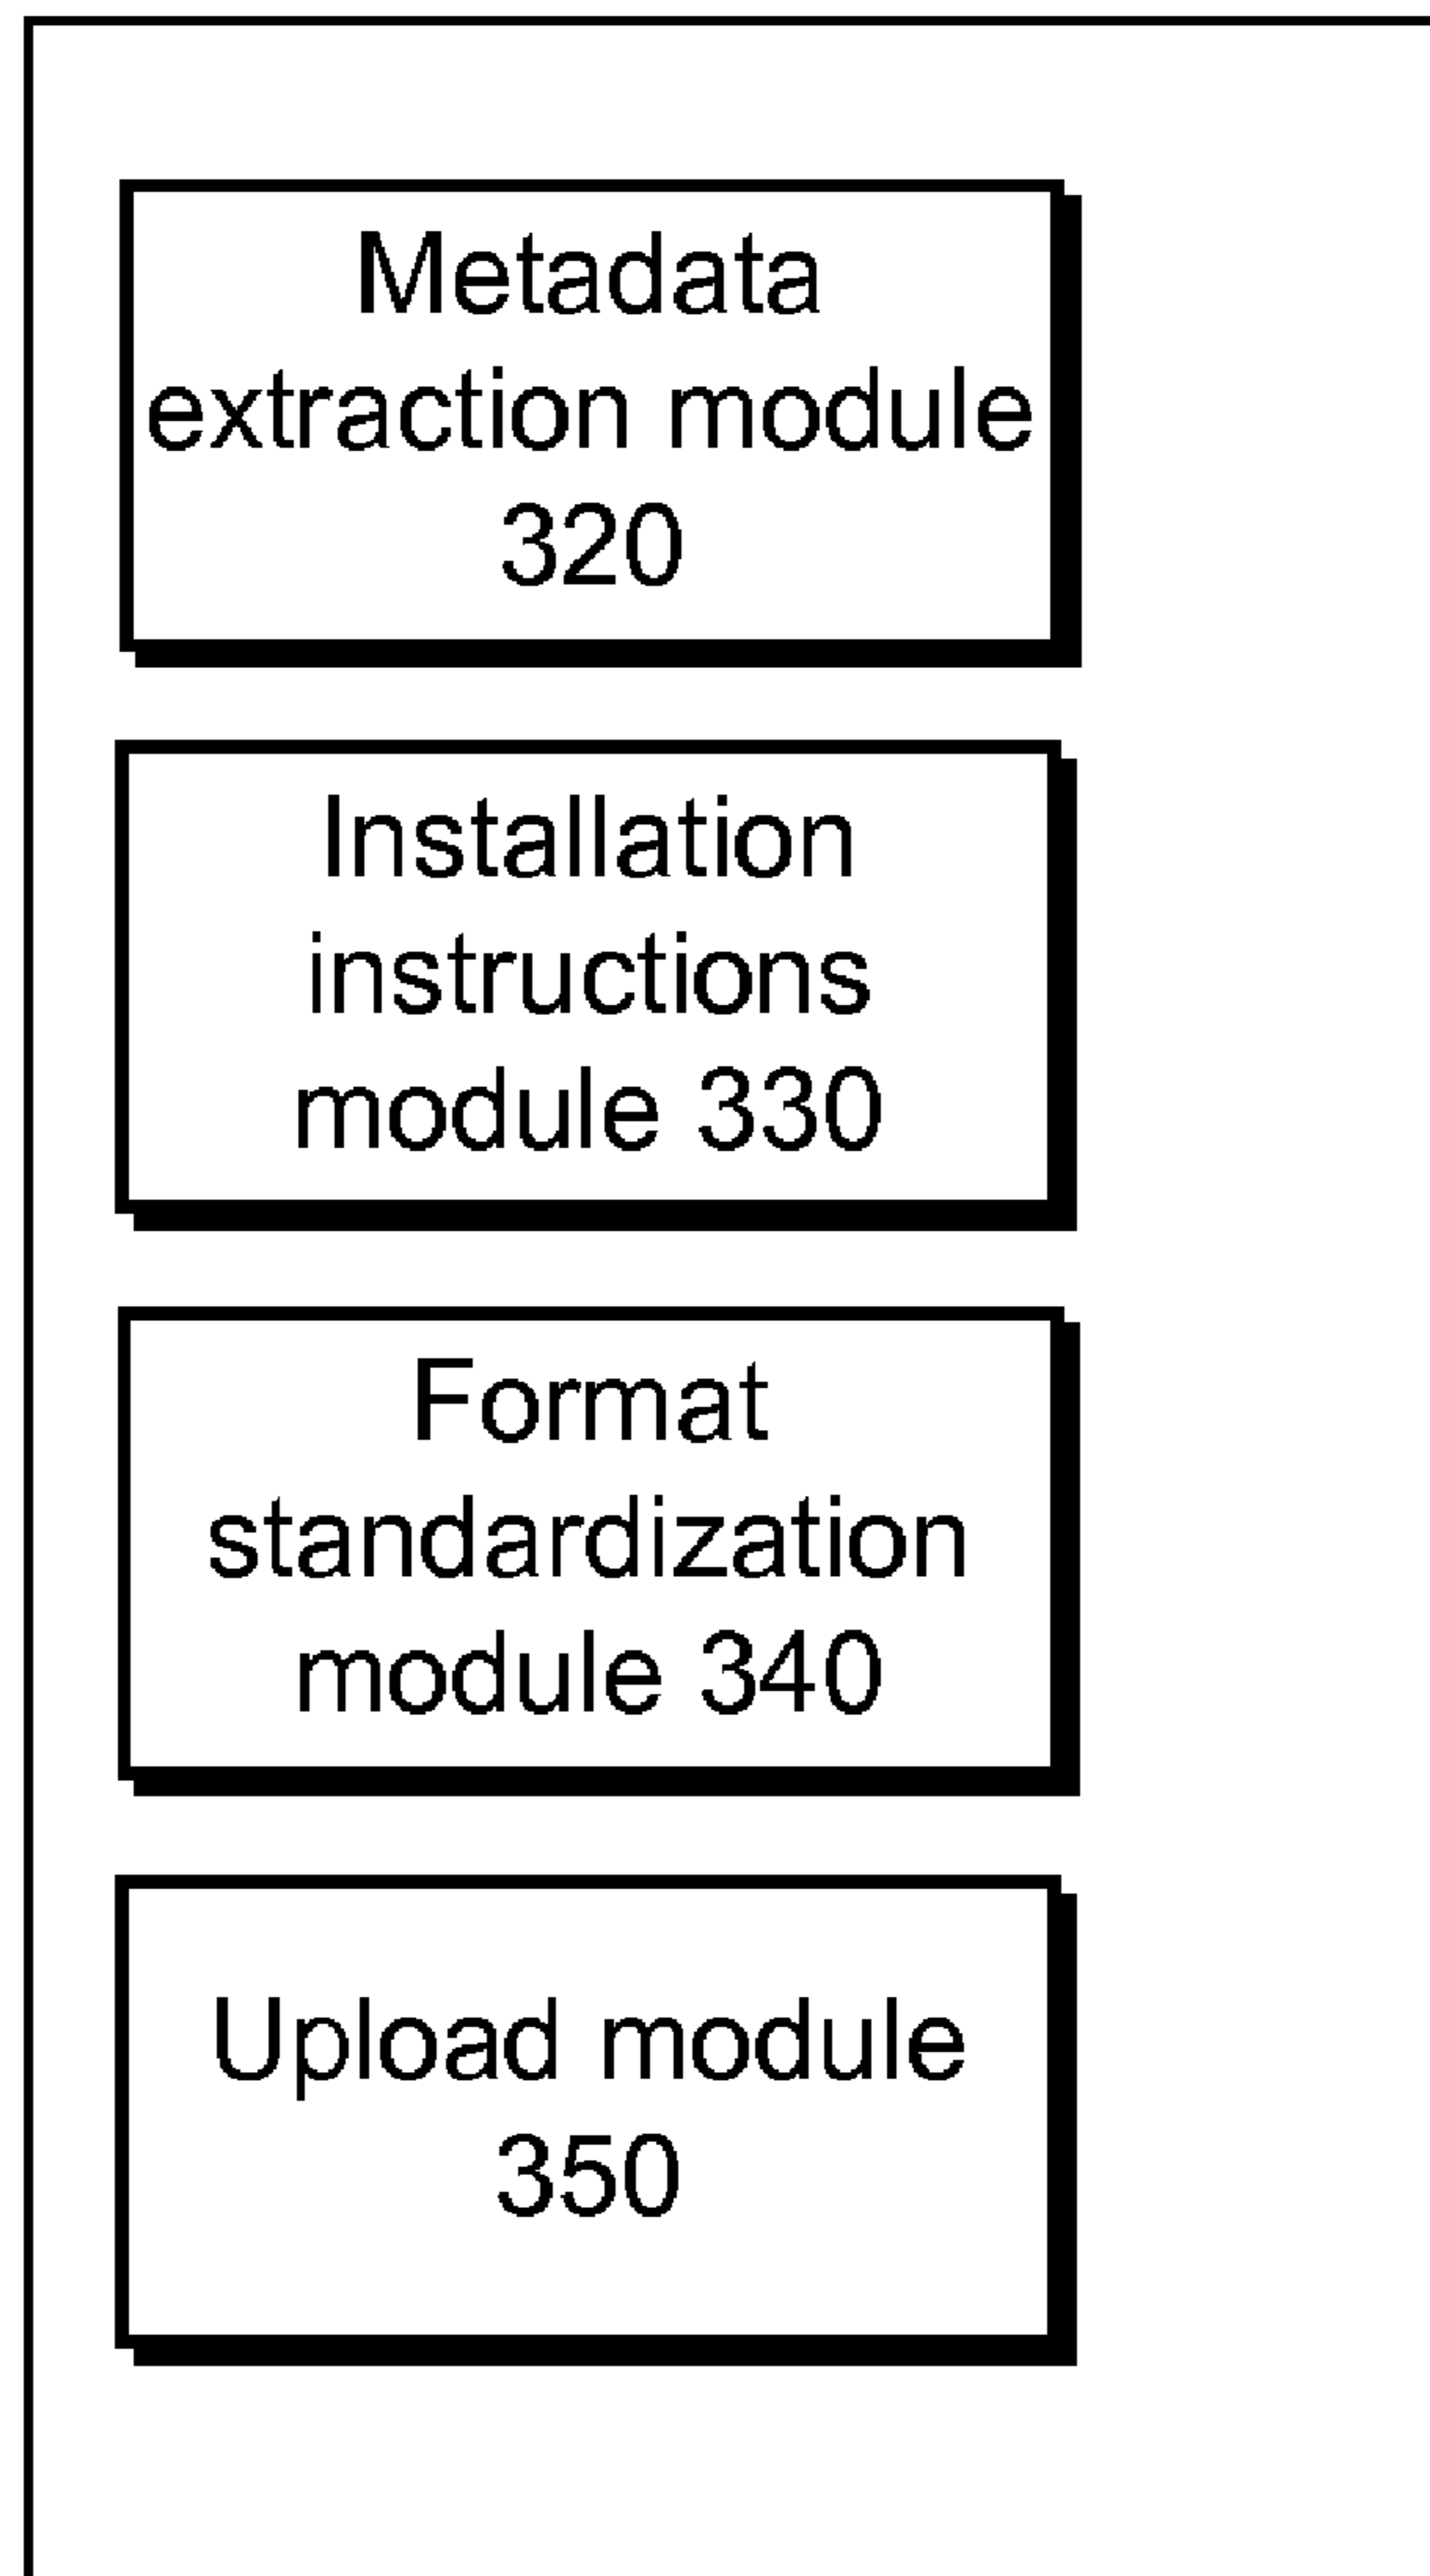 Metadata
extraction module
320
Installation
instructions
module 330
Format
standardization
module 340
Upload module
350